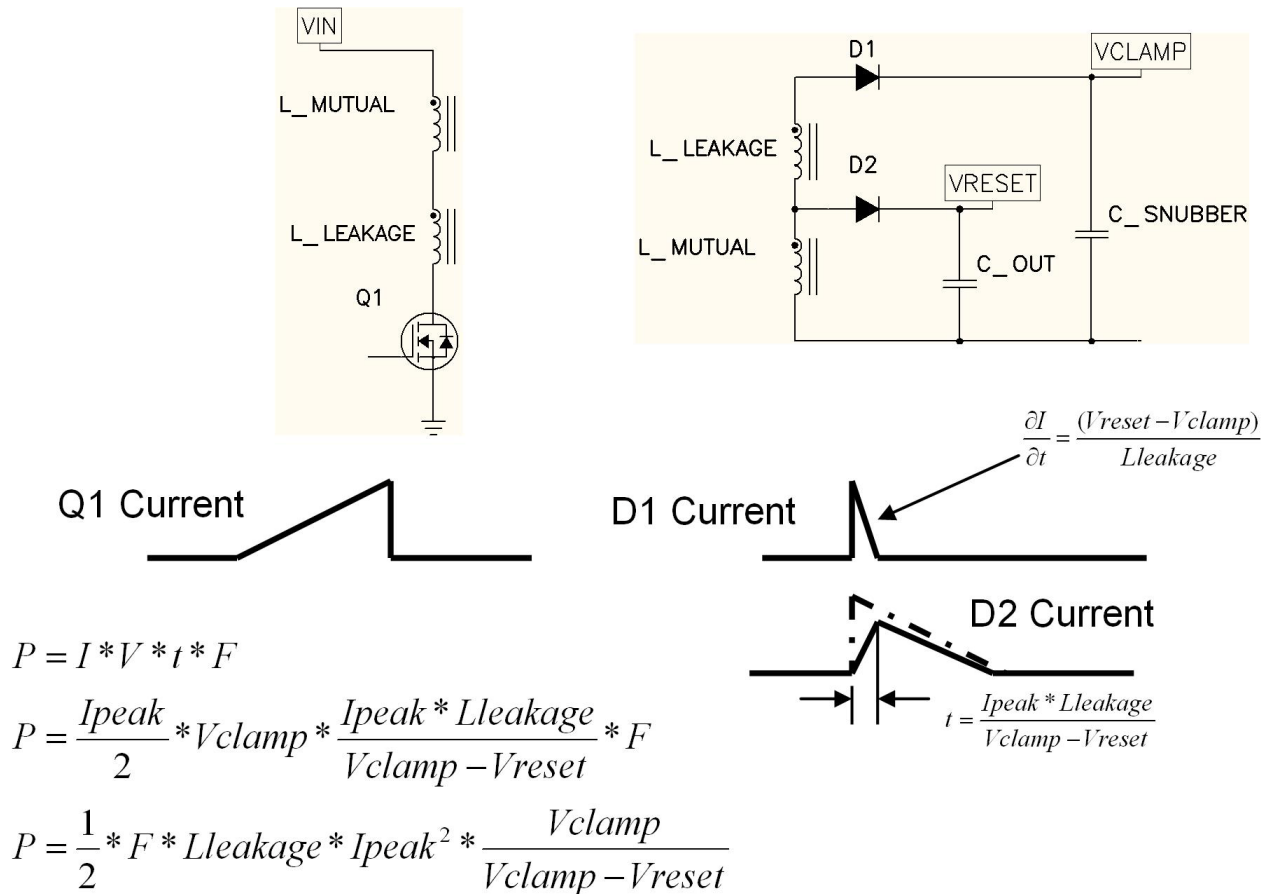 VIN
L_MUTUAL
L_LEAKAGE
Q1
D1
VCLAMP
L_LEAKAGE
D2
VRESET
C_SNUBBER
L_MUTUAL
C_OUT
∂I/∂t = (Vreset − Vclamp)/Lleakage
Q1 Current
D1 Current
D2 Current
t = Ipeak * Lleakage/Vclamp − Vreset
P = I * V * t * F
P = Ipeak/2 * Vclamp * Ipeak * Lleakage/Vclamp − Vreset * F
P = 1/2 * F * Lleakage * Ipeak² * Vclamp/Vclamp − Vreset